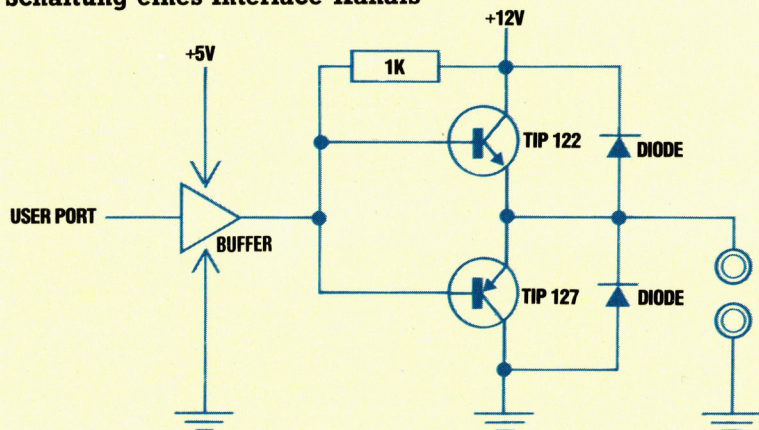 Schaltung eines Interface-Kanals
+12V
+5V
1K
TIP 122
DIODE
USER PORT
BUFFER
TIP 127
DIODE